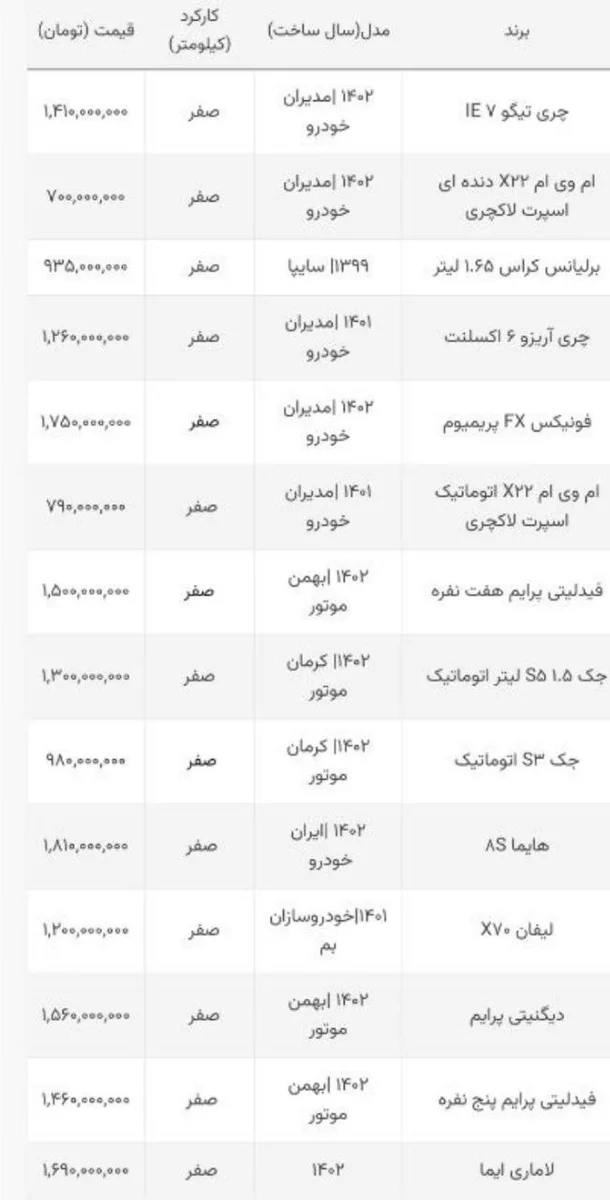 برند مدل(سال ساخت) کارکرد (کیلومتر) قیمت (تومان)
چری تیگو ۷ IE ۱۴۰۲ |مدیران خودرو صفر ۱,۴۱۰,۰۰۰,۰۰۰
ام وی ام X۲۲ دنده ای اسپرت لاکچری ۱۴۰۲ |مدیران خودرو صفر ۷۰۰,۰۰۰,۰۰۰
برلیانس کراس ۱.۶۵ لیتر ۱۳۹۹| سایپا صفر ۹۳۵,۰۰۰,۰۰۰
چری آریزو ۶ اکسلنت ۱۴۰۱ |مدیران خودرو صفر ۱,۲۶۰,۰۰۰,۰۰۰
فونیکس FX پریمیوم ۱۴۰۲ |مدیران خودرو صفر ۱,۷۵۰,۰۰۰,۰۰۰
ام وی ام X۲۲ اتوماتیک اسپرت لاکچری ۱۴۰۱ |مدیران خودرو صفر ۷۹۰,۰۰۰,۰۰۰
فیدلیتی پرایم هفت نفره ۱۴۰۲ |بهمن موتور صفر ۱,۵۰۰,۰۰۰,۰۰۰
جک S۵ ۱.۵ لیتر اتوماتیک ۱۴۰۲| کرمان موتور صفر ۱,۳۰۰,۰۰۰,۰۰۰
جک S۳ اتوماتیک ۱۴۰۲| کرمان موتور صفر ۹۸۰,۰۰۰,۰۰۰
هایما ۸S ۱۴۰۲ |ایران خودرو صفر ۱,۸۱۰,۰۰۰,۰۰۰
لیفان X۷۰ ۱۴۰۱|خودروسازان بم صفر ۱,۲۰۰,۰۰۰,۰۰۰
دیگنیتی پرایم ۱۴۰۲ |بهمن موتور صفر ۱,۵۶۰,۰۰۰,۰۰۰
فیدلیتی پرایم پنج نفره ۱۴۰۲ |بهمن موتور صفر ۱,۴۶۰,۰۰۰,۰۰۰
لاماری ایما ۱۴۰۲ صفر ۱,۶۹۰,۰۰۰,۰۰۰